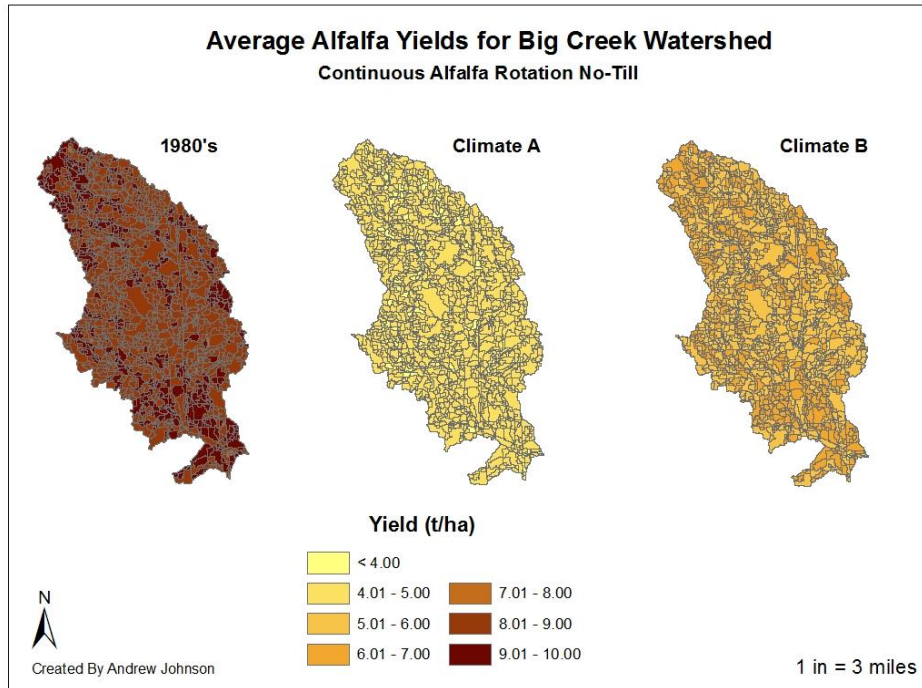 Average Alfalfa Yields for Big Creek Watershed
Continuous Alfalfa Rotation No-Till
1980's
Climate A
Climate B
Yield (t/ha)
< 4.00
4.01 - 5.00
5.01 - 6.00
6.01 - 7.00
7.01 - 8.00
8.01 - 9.00
9.01 - 10.00
N
Created By Andrew Johnson
1 in = 3 miles